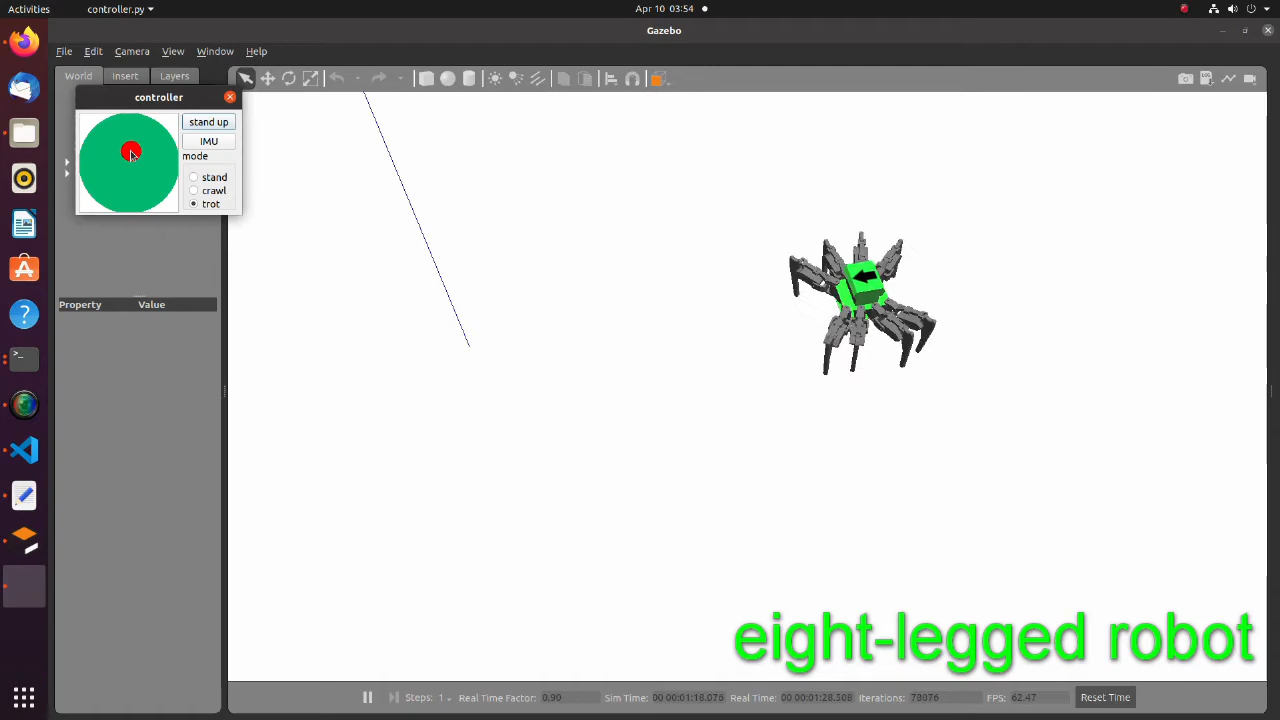 Activities
controller.py
Apr 10 03:54
Gazebo
File Edit Camera View Window Help
World Insert Layers
controller
stand up
IMU
mode
stand
crawl
trot
Property Value
eight-legged robot
Steps: 1 Real Time Factor: 0.90 Sim Time: 00 00:01:18.076 Real Time: 00 00:01:28.508 Iterations: 78076 FPS: 62.47 Reset Time